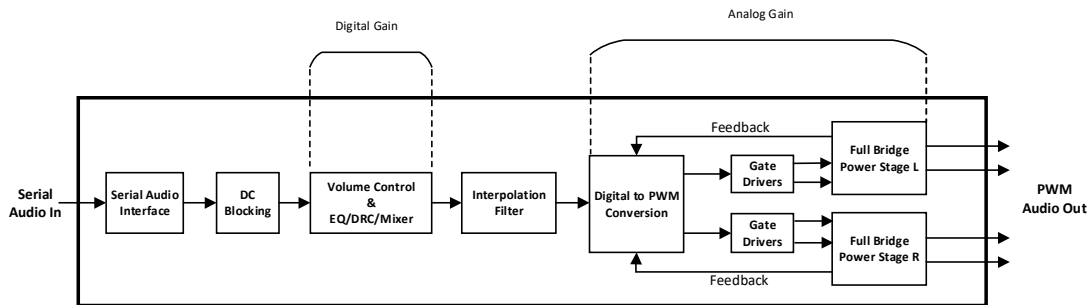 Digital Gain
Analog Gain
Serial
Audio In
Serial Audio
Interface
DC
Blocking
Volume Control
&
EQ/DRC/Mixer
Interpolation
Filter
Digital to PWM
Conversion
Feedback
Gate
Drivers
Full Bridge
Power Stage L
Gate
Drivers
Full Bridge
Power Stage R
Feedback
PWM
Audio Out